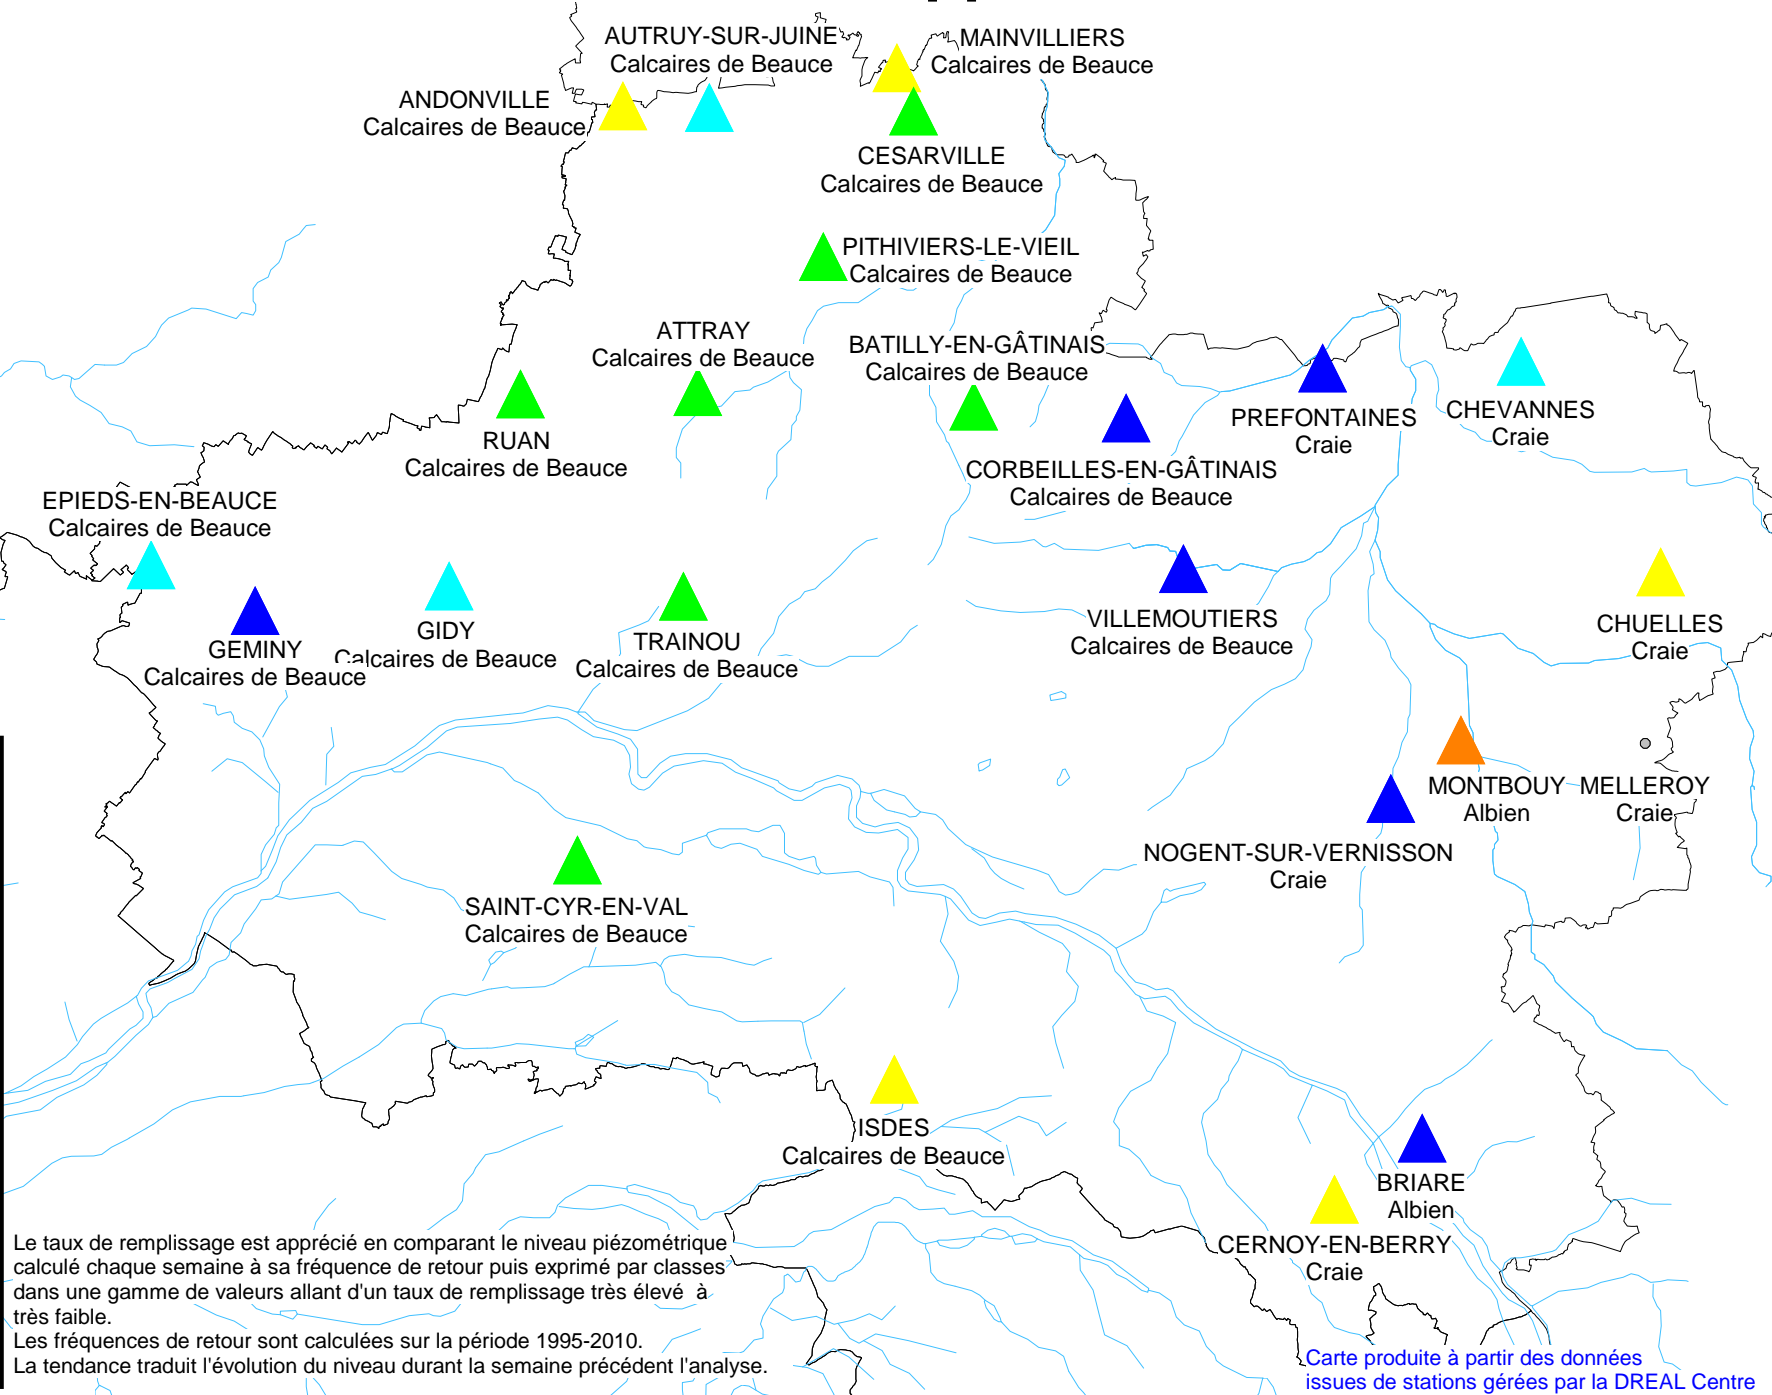 AUTRUY-SUR-JUINE
Calcaires de Beauce
MAINVILLIERS
Calcaires de Beauce
ANDONVILLE
Calcaires de Beauce
CESARVILLE
Calcaires de Beauce
PITHIVIERS-LE-VIEIL
Calcaires de Beauce
ATTRAY
Calcaires de Beauce
BATILLY-EN-GÂTINAIS
Calcaires de Beauce
PREFONTAINES
Craie
CHEVANNES
Craie
RUAN
Calcaires de Beauce
CORBEILLES-EN-GÂTINAIS
Calcaires de Beauce
EPIEDS-EN-BEAUCE
Calcaires de Beauce
GEMINY
Calcaires de Beauce
GIDY
Calcaires de Beauce
TRAINOU
Calcaires de Beauce
VILLEMOUTIERS
Calcaires de Beauce
CHUELLES
Craie
MONTBOUY
Albien
MELLEROY
Craie
NOGENT-SUR-VERNISSON
Craie
SAINT-CYR-EN-VAL
Calcaires de Beauce
ISDES
Calcaires de Beauce
BRIARE
Albien
CERNOY-EN-BERRY
Craie
Le taux de remplissage est apprécié en comparant le niveau piézométrique
calculé chaque semaine à sa fréquence de retour puis exprimé par classes
dans une gamme de valeurs allant d'un taux de remplissage très élevé à
très faible.
Les fréquences de retour sont calculées sur la période 1995-2010.
La tendance traduit l'évolution du niveau durant la semaine précédent l'analyse.
Carte produite à partir des données
issues de stations gérées par la DREAL Centre